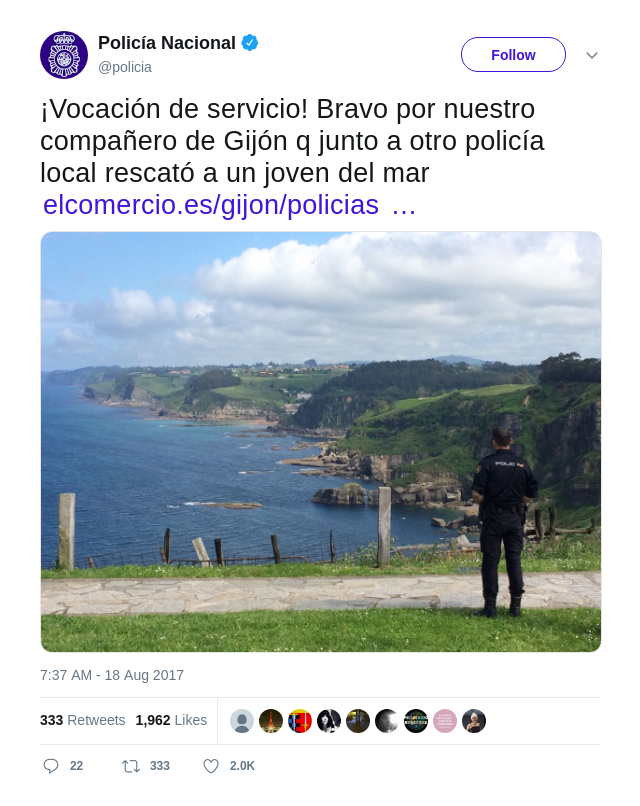 Policía Nacional
@policia
Follow
¡Vocación de servicio! Bravo por nuestro
compañero de Gijón q junto a otro policía
local rescató a un joven del mar
elcomercio.es/gijon/policias …
7:37 AM - 18 Aug 2017
333 Retweets 1,962 Likes
22 333 2.0K